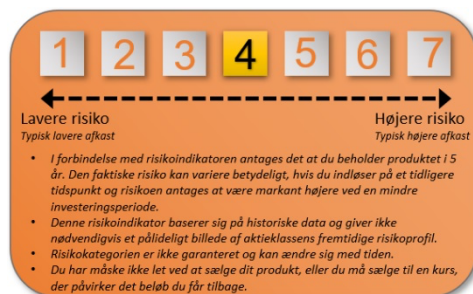 1 2 3 4 5 6 7
Lavere risiko Højere risiko
Typisk lavere afkast Typisk højere afkast
• I forbindelse med risikoindikatoren antages det at du beholder produktet i 5
år. Den faktiske risiko kan variere betydeligt, hvis du indløser på et tidligere
tidspunkt og risikoen antages at være markant højere ved en mindre
investeringsperiode.
• Denne risikoindikator baserer sig på historiske data og giver ikke
nødvendigvis et pålideligt billede af aktieklassens fremtidige risikoprofil.
• Risikokategorien er ikke garanteret og kan ændre sig med tiden.
• Du har måske ikke let ved at sælge dit produkt, eller du må sælge til en kurs,
der påvirker det beløb du får tilbage.